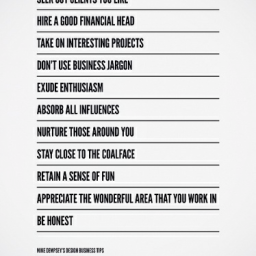 SEEK OUT CLIENTS YOU LIKE
HIRE A GOOD FINANCIAL HEAD
TAKE ON INTERESTING PROJECTS
DON'T USE BUSINESS JARGON
EXUDE ENTHUSIASM
ABSORB ALL INFLUENCES
NURTURE THOSE AROUND YOU
STAY CLOSE TO THE COALFACE
RETAIN A SENSE OF FUN
APPRECIATE THE WONDERFUL AREA THAT YOU WORK IN
BE HONEST
MIKE DEMPSEY'S DESIGN BUSINESS TIPS